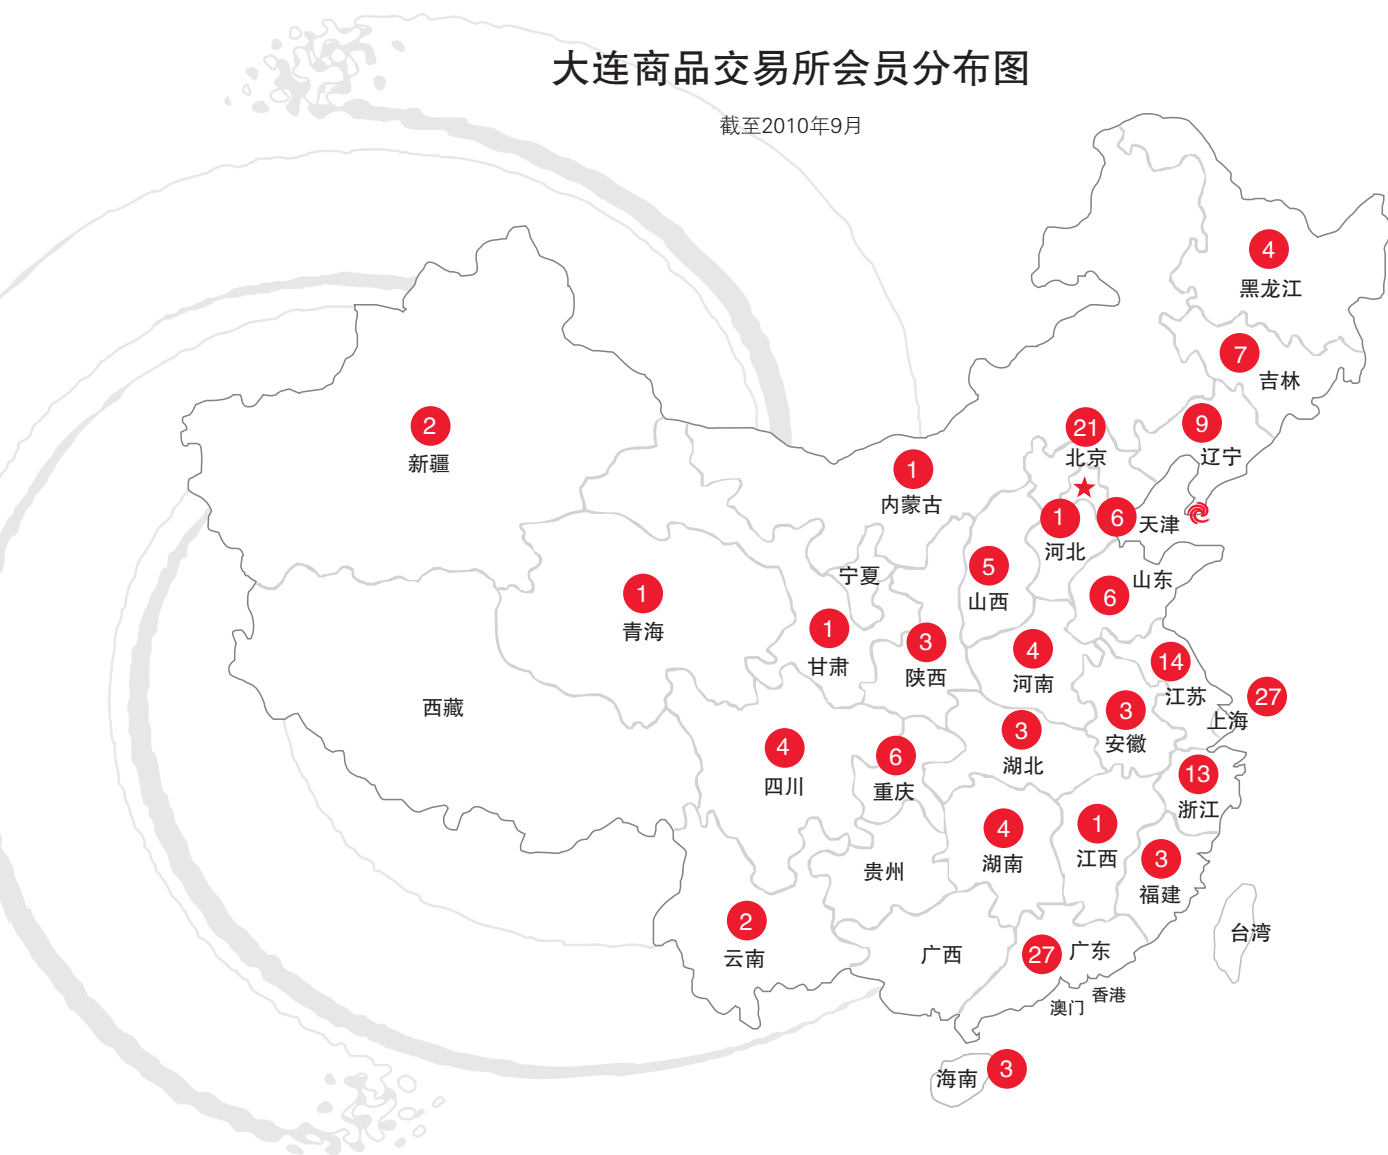 大连商品交易所会员分布图
截至2010年9月
4
黑龙江
7
吉林
9
辽宁
21
北京
2
新疆
1
内蒙古
1
河北
6
天津
5
山西
宁夏
山东
6
1
青海
1
甘肃
3
陕西
4
河南
14
江苏
27
上海
3
安徽
西藏
3
湖北
4
四川
6
重庆
13
浙江
4
湖南
1
江西
3
福建
贵州
2
云南
广西
27
广东
台湾
香港
澳门
海南
3